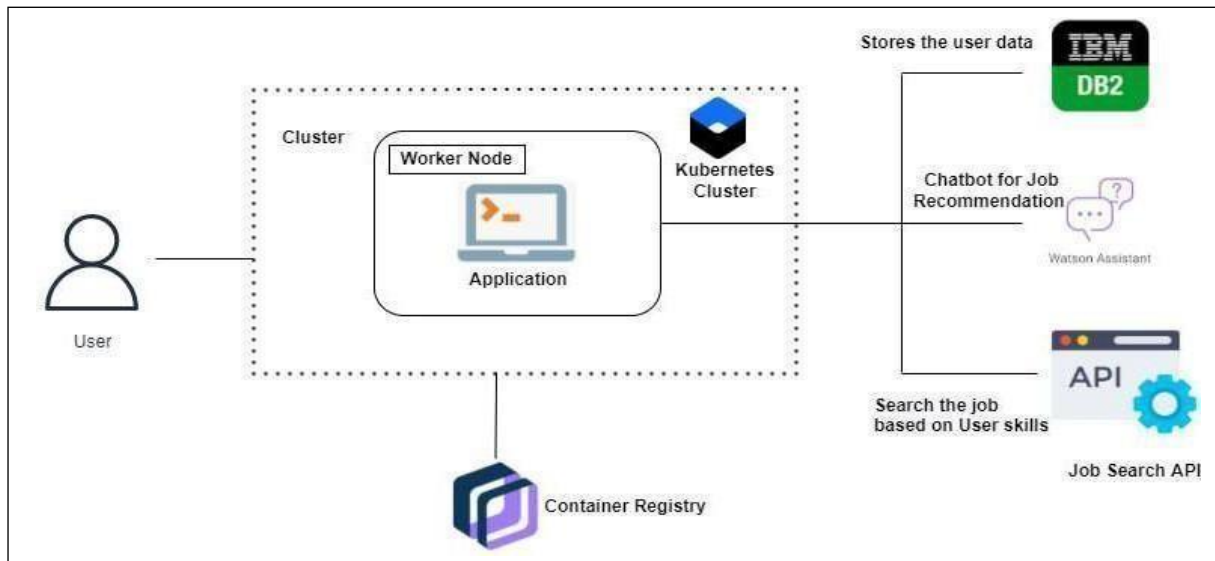 Stores the user data
IBM
DB2
Cluster
Worker Node
Kubernetes
Cluster
Application
User
Chatbot for Job
Recommendation
?
Watson Assistant
API
Search the job
based on User skills
Job Search API
Container Registry